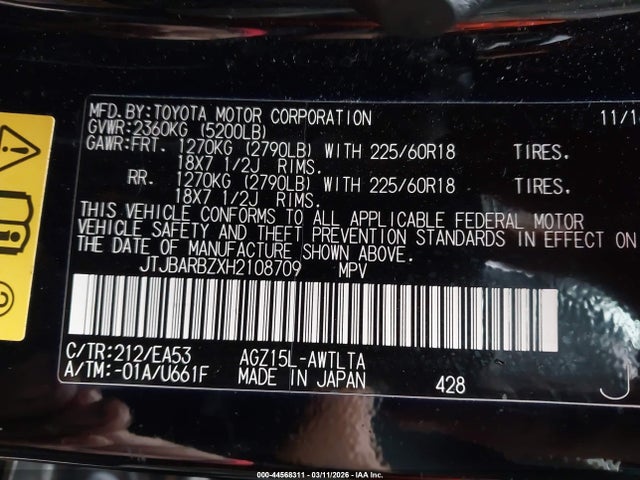 MFD.BY:TOYOTA MOTOR CORPORATION 11/1
GVWR:2360KG (5200LB)
GAWR:FRT. 1270KG (2790LB) WITH 225/60R18 TIRES.
18X7 1/2J RIMS.
RR. 1270KG (2790LB) WITH 225/60R18 TIRES.
18X7 1/2J RIMS.
THIS VEHICLE CONFORMS TO ALL APPLICABLE FEDERAL MOTOR
VEHICLE SAFETY AND THEFT PREVENTION STANDARDS IN EFFECT ON
THE DATE OF MANUFACTURE SHOWN ABOVE.
JTJBARBZXH2108709 MPV
C/TR:212/EA53 AGZ15L-AWTLTA
A/TM:-01A/U661F MADE IN JAPAN 428 J
000-44568311 - 03/11/2026 - IAA Inc.